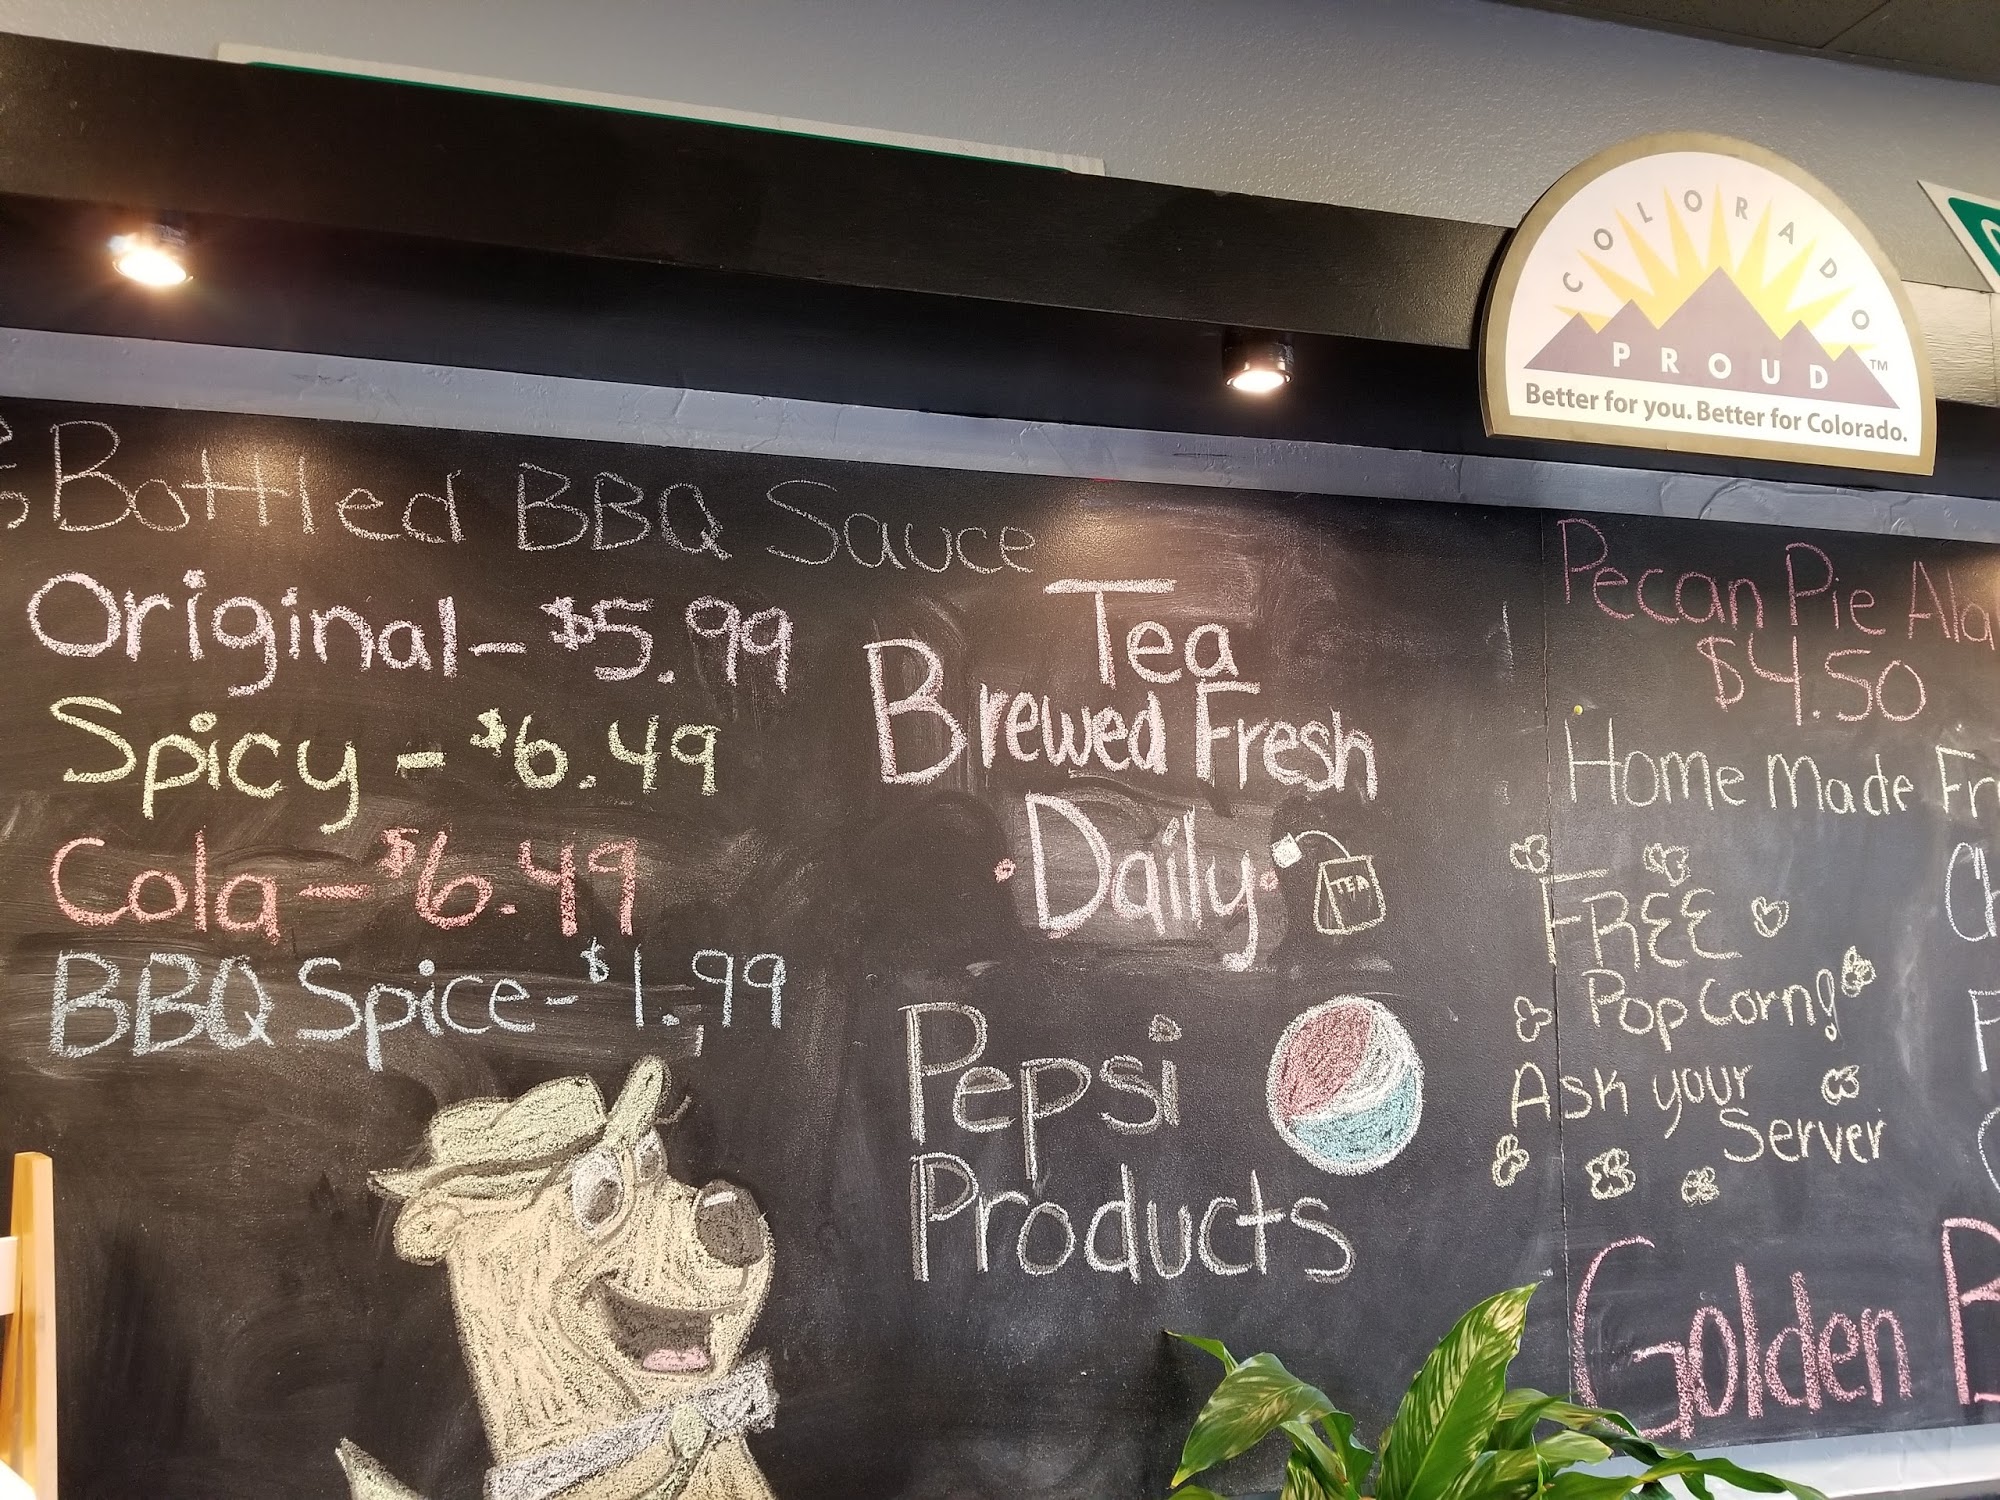 Bottled BBQ Sauce
Original - $5.99
Spicy - $6.49
Cola - $6.49
BBQ Spice - $1.99
Tea
Brewed Fresh
Daily
TEA
Pepsi
Products
COLORADO
PROUD™
Better for you. Better for Colorado.
Pecan Pie Ala
$4.50
Home Made Fr
FREE
Pop Corn!
Ask your
Server
Golden B